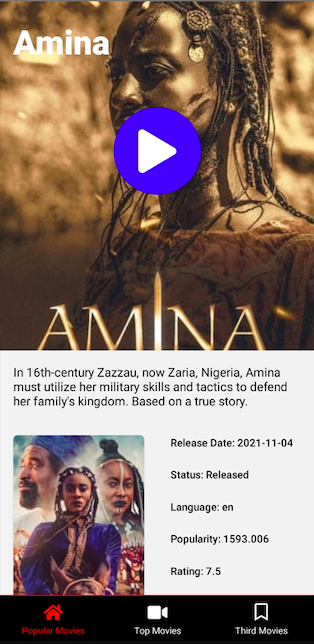 Amina
AMINA
In 16th-century Zazzau, now Zaria, Nigeria, Amina
must utilize her military skills and tactics to defend
her family's kingdom. Based on a true story.
Release Date: 2021-11-04
Status: Released
Language: en
Popularity: 1593.006
Rating: 7.5
Popular Movies
Top Movies
Third Movies